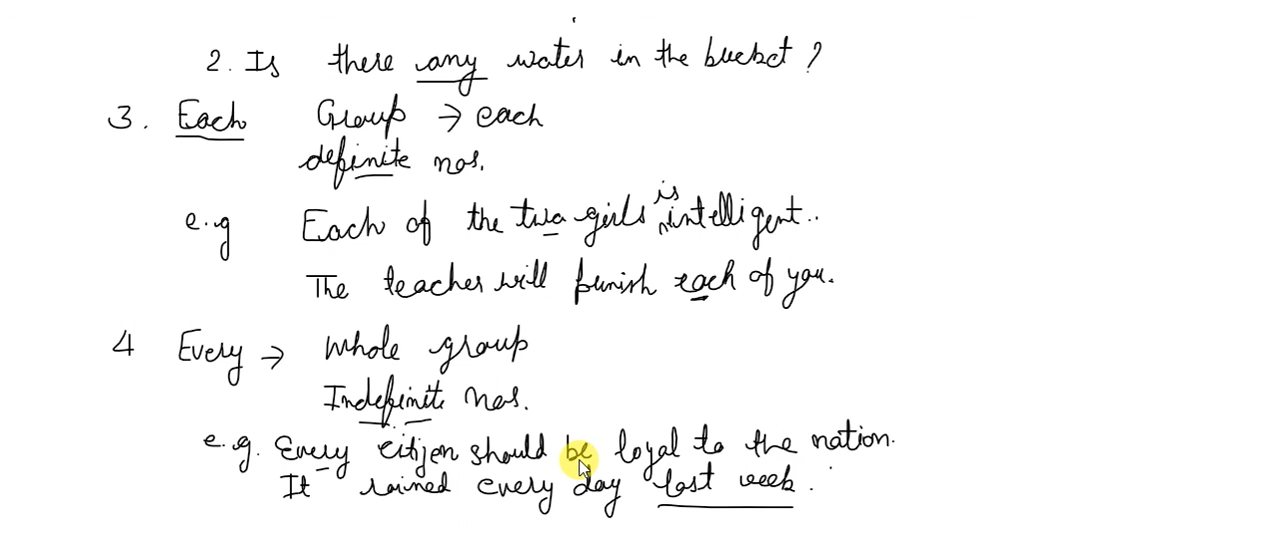 2. Is there any water in the bucket ?
3. Each Group → each
definite nos.
e.g Each of the two girls is intelligent..
The teacher will punish each of you.
4 Every → Whole group
Indefinite nos.
e.g. Every citizen should be loyal to the nation.
It rained every day last week.